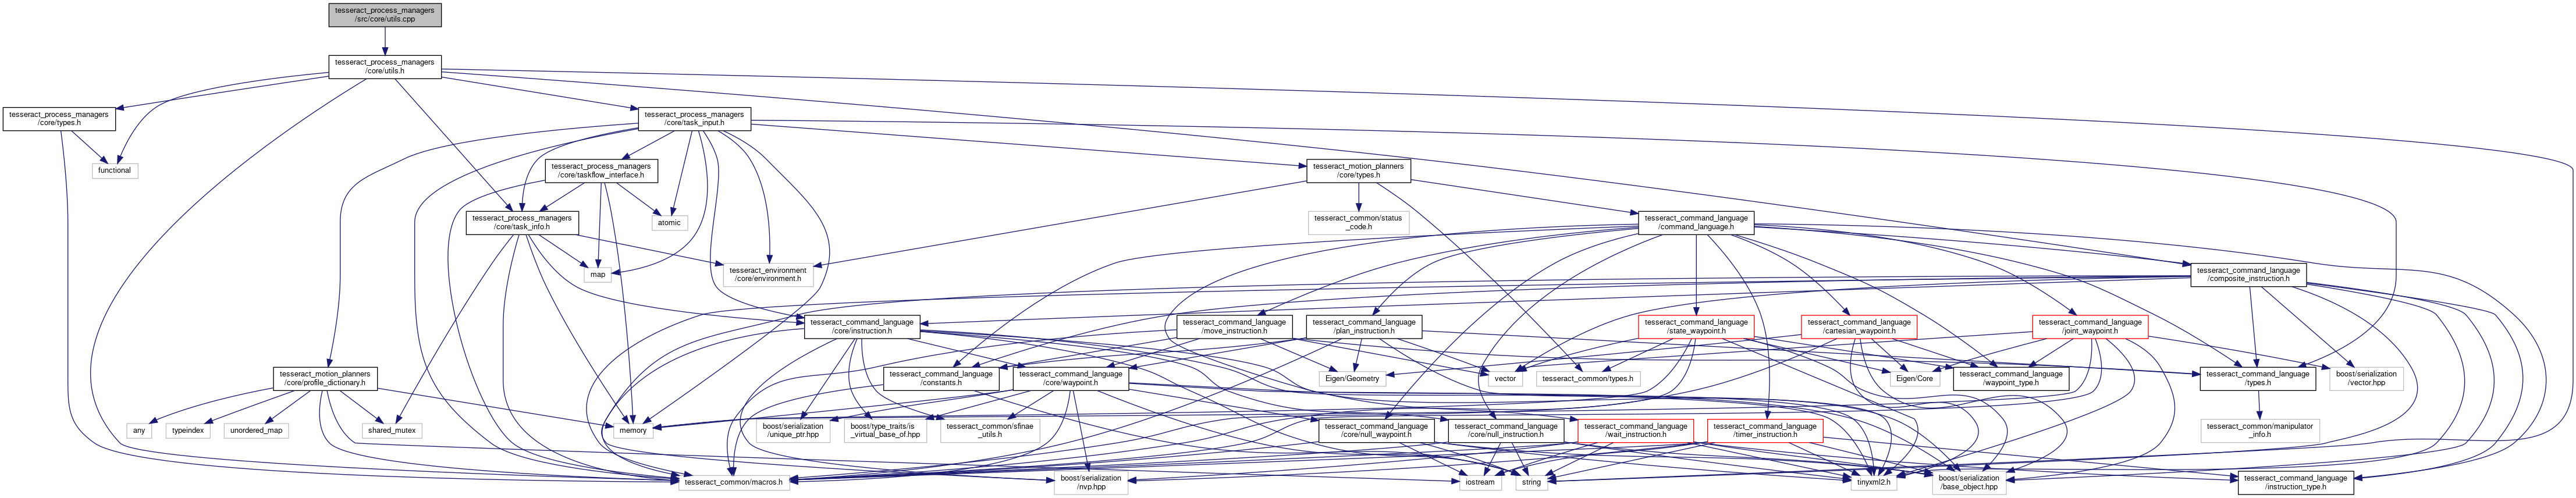 tesseract_process_managers
/src/core/utils.cpp
tesseract_process_managers
/core/utils.h
tesseract_process_managers
/core/types.h
tesseract_process_managers
/core/task_input.h
functional
tesseract_process_managers
/core/taskflow_interface.h
tesseract_motion_planners
/core/types.h
tesseract_process_managers
/core/task_info.h
atomic
tesseract_common/status
_code.h
tesseract_command_language
/command_language.h
map
tesseract_environment
/core/environment.h
tesseract_command_language
/composite_instruction.h
tesseract_command_language
/core/instruction.h
tesseract_command_language
/move_instruction.h
tesseract_command_language
/plan_instruction.h
tesseract_command_language
/state_waypoint.h
tesseract_command_language
/cartesian_waypoint.h
tesseract_command_language
/joint_waypoint.h
tesseract_motion_planners
/core/profile_dictionary.h
tesseract_command_language
/constants.h
tesseract_command_language
/core/waypoint.h
Eigen/Geometry
vector
tesseract_common/types.h
Eigen/Core
tesseract_command_language
/waypoint_type.h
tesseract_command_language
/types.h
boost/serialization
/vector.hpp
any
typeindex
unordered_map
shared_mutex
memory
boost/serialization
/unique_ptr.hpp
boost/type_traits/is
_virtual_base_of.hpp
tesseract_common/sfinae
_utils.h
tesseract_command_language
/core/null_waypoint.h
tesseract_command_language
/core/null_instruction.h
tesseract_command_language
/wait_instruction.h
tesseract_command_language
/timer_instruction.h
tesseract_common/manipulator
_info.h
tesseract_common/macros.h
boost/serialization
/nvp.hpp
iostream
string
tinyxml2.h
boost/serialization
/base_object.hpp
tesseract_command_language
/instruction_type.h